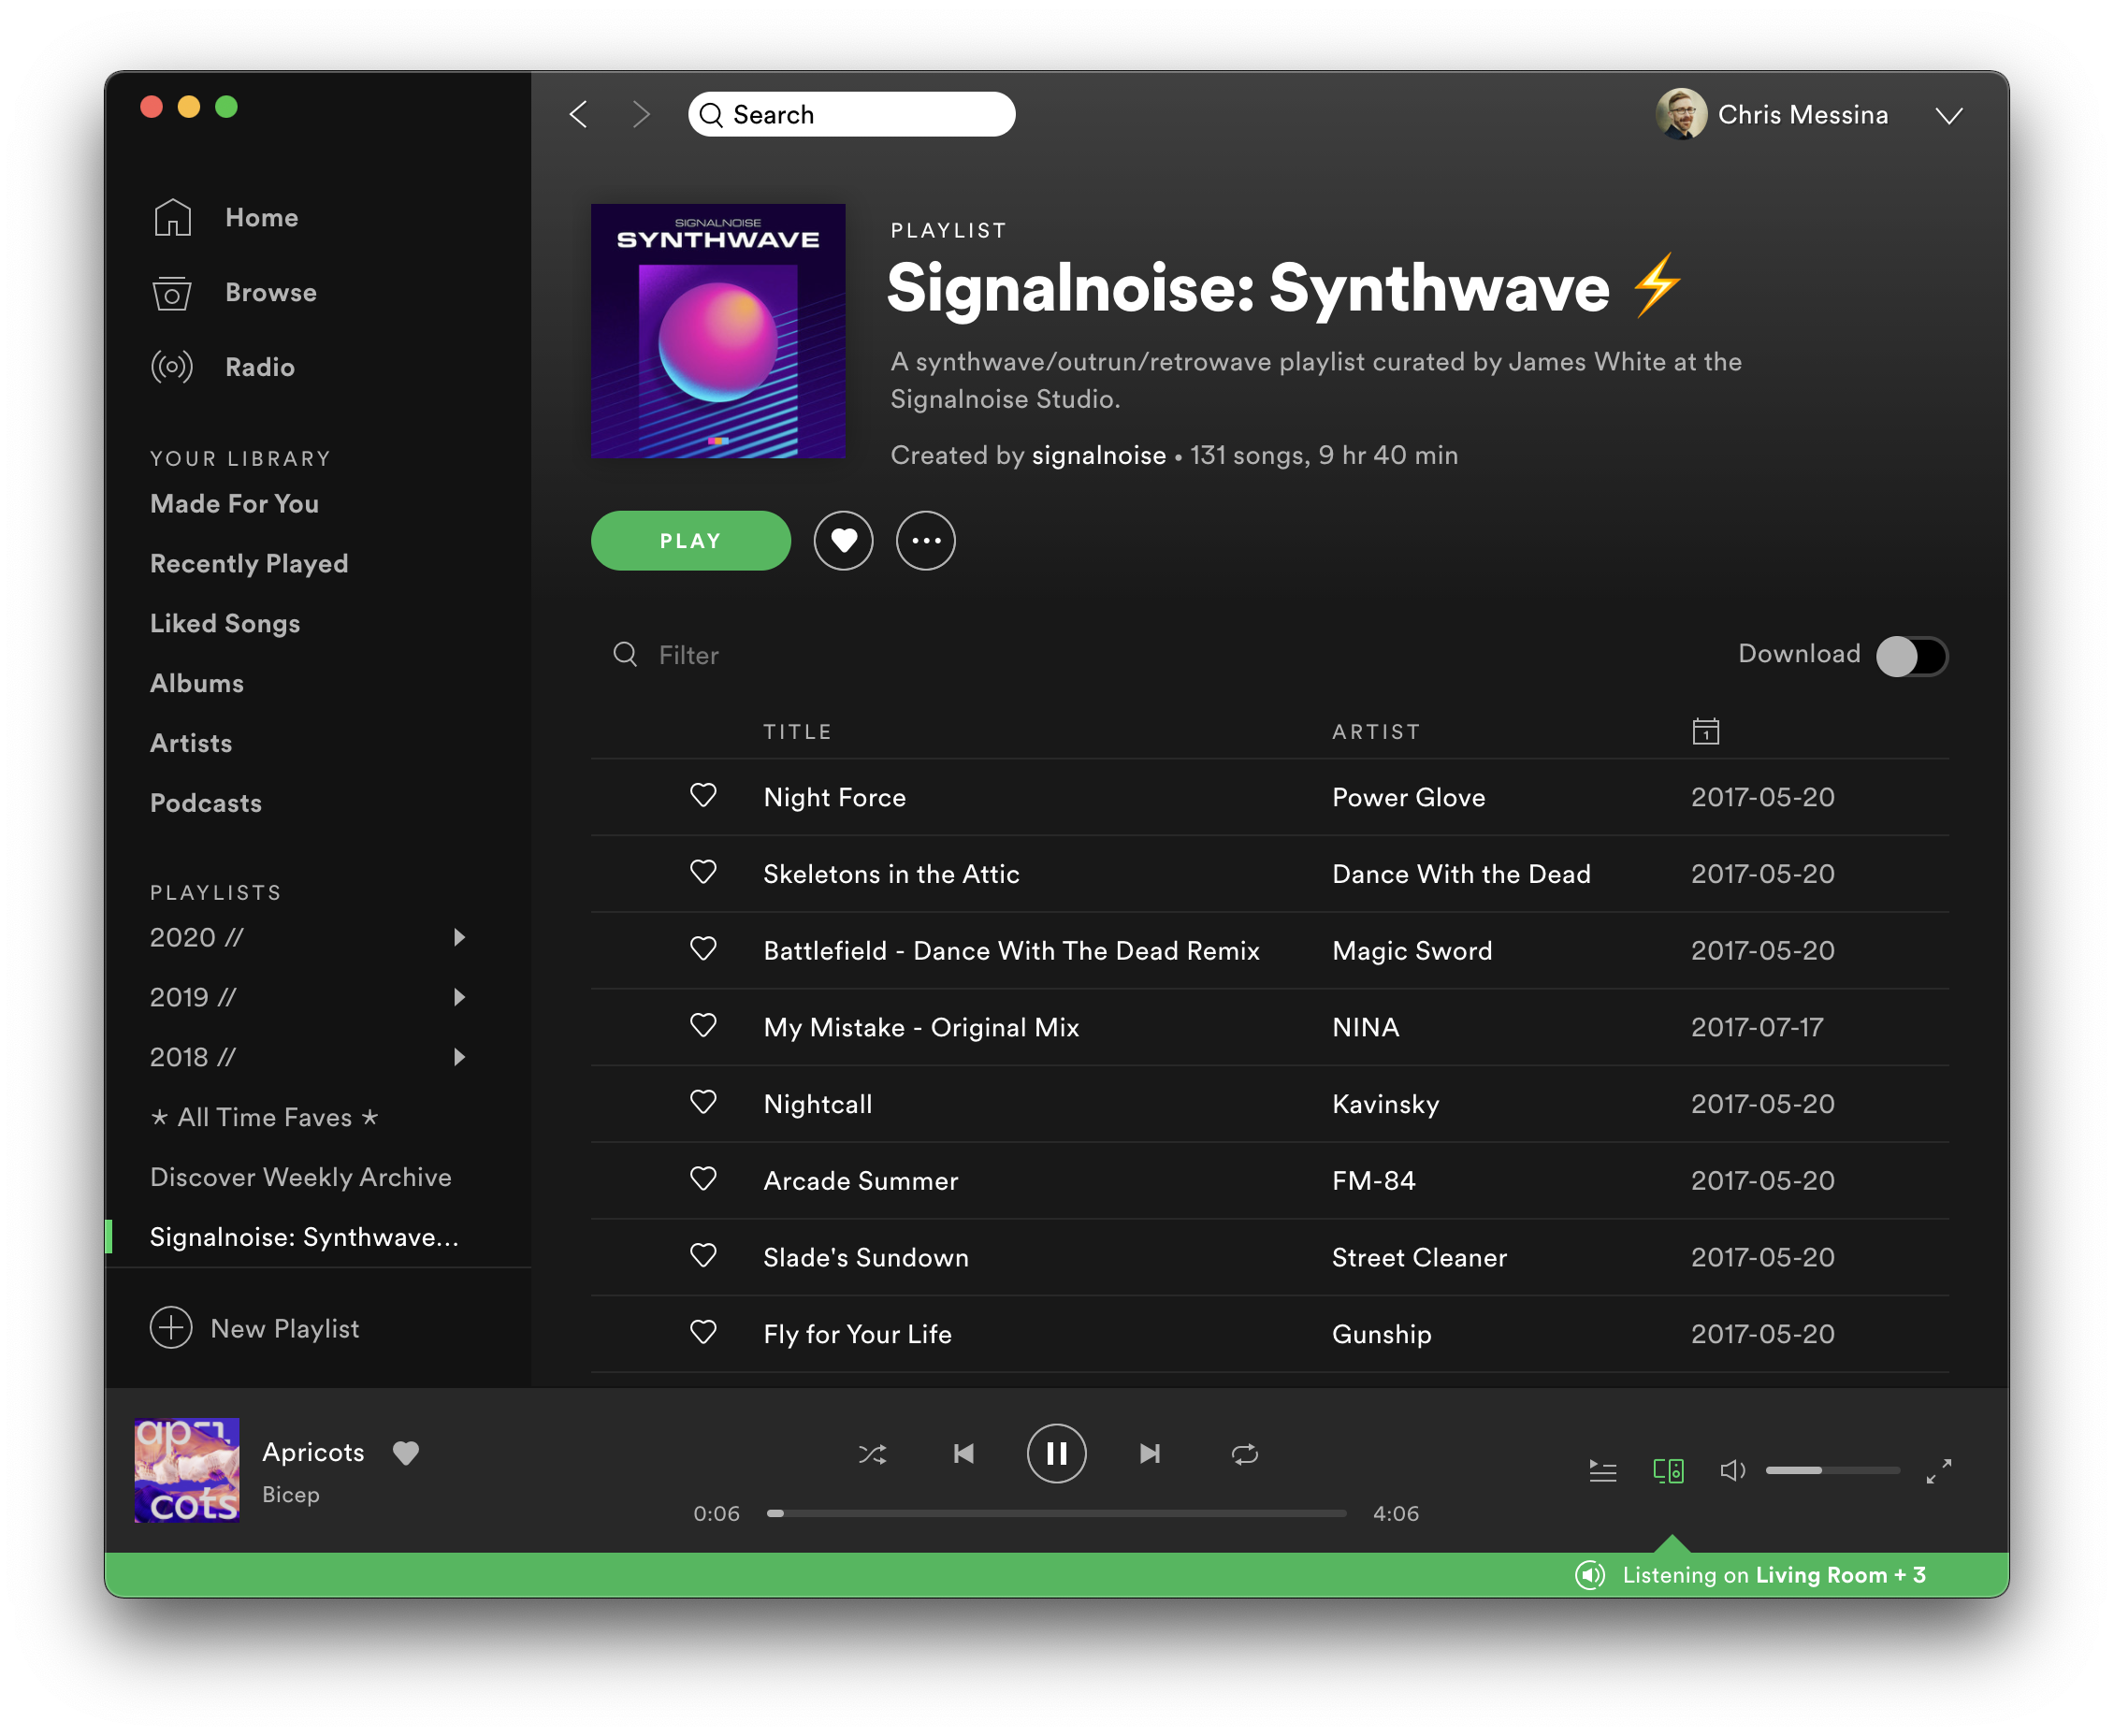 Search
Chris Messina
Home
Browse
Radio
YOUR LIBRARY
Made For You
Recently Played
Liked Songs
Albums
Artists
Podcasts
PLAYLISTS
2020 //
2019 //
2018 //
* All Time Faves *
Discover Weekly Archive
Signalnoise: Synthwave...
New Playlist
SIGNALNOISE
SYNTHWAVE
PLAYLIST
Signalnoise: Synthwave ⚡
A synthwave/outrun/retrowave playlist curated by James White at the
Signalnoise Studio.
Created by signalnoise • 131 songs, 9 hr 40 min
PLAY
Filter
Download
TITLE ARTIST 1
Night Force Power Glove 2017-05-20
Skeletons in the Attic Dance With the Dead 2017-05-20
Battlefield - Dance With The Dead Remix Magic Sword 2017-05-20
My Mistake - Original Mix NINA 2017-07-17
Nightcall Kavinsky 2017-05-20
Arcade Summer FM-84 2017-05-20
Slade's Sundown Street Cleaner 2017-05-20
Fly for Your Life Gunship 2017-05-20
cots
Apricots
Bicep
0:06
4:06
Listening on Living Room + 3